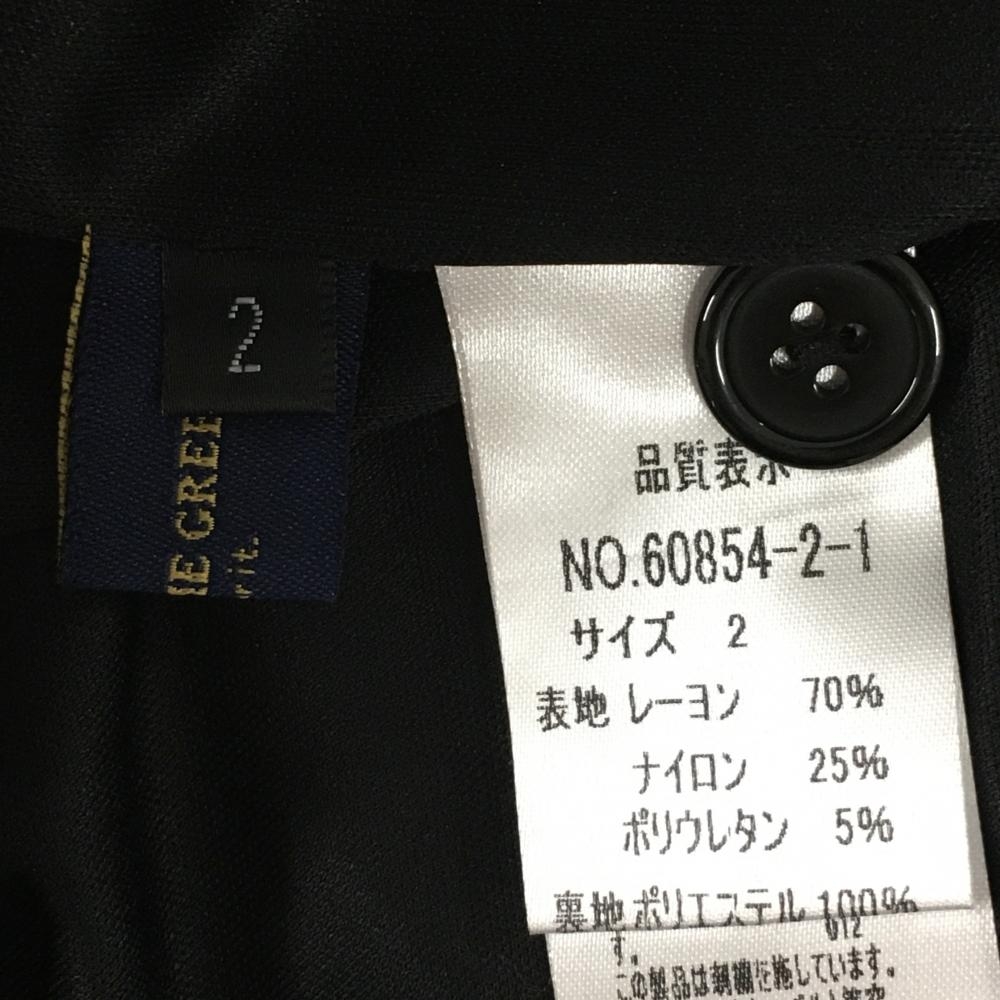 2
品質表示
NO.60854-2-1
サイズ 2
表地 レーヨン 70%
ナイロン 25%
ポリウレタン 5%
裏地 ポリエステル 100%
す。
この製品は刺繍を施しています。